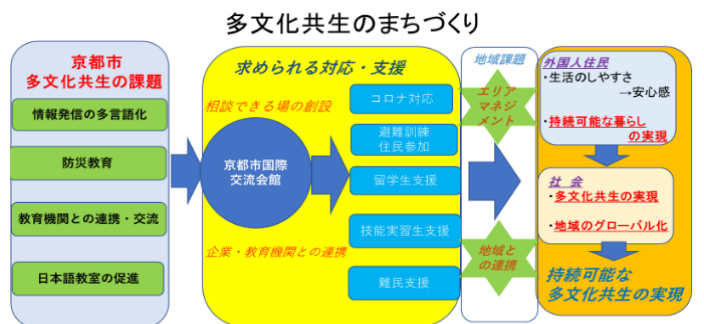 多文化共生のまちづくり
京都市
多文化共生の課題
情報発信の多言語化
防災教育
教育機関との連携・交流
日本語教室の促進
求められる対応・支援
相談できる場の創設
京都市国際
交流会館
企業・教育機関との連携
コロナ対応
避難訓練
住民参加
留学生支援
技能実習生支援
難民支援
地域課題
エリア
マネジ
メント
地域と
の連携
外国人住民
・生活のしやすさ
→安心感
・持続可能な暮らし
の実現
社 会
・多文化共生の実現
・地域のグローバル化
持続可能な
多文化共生の実現